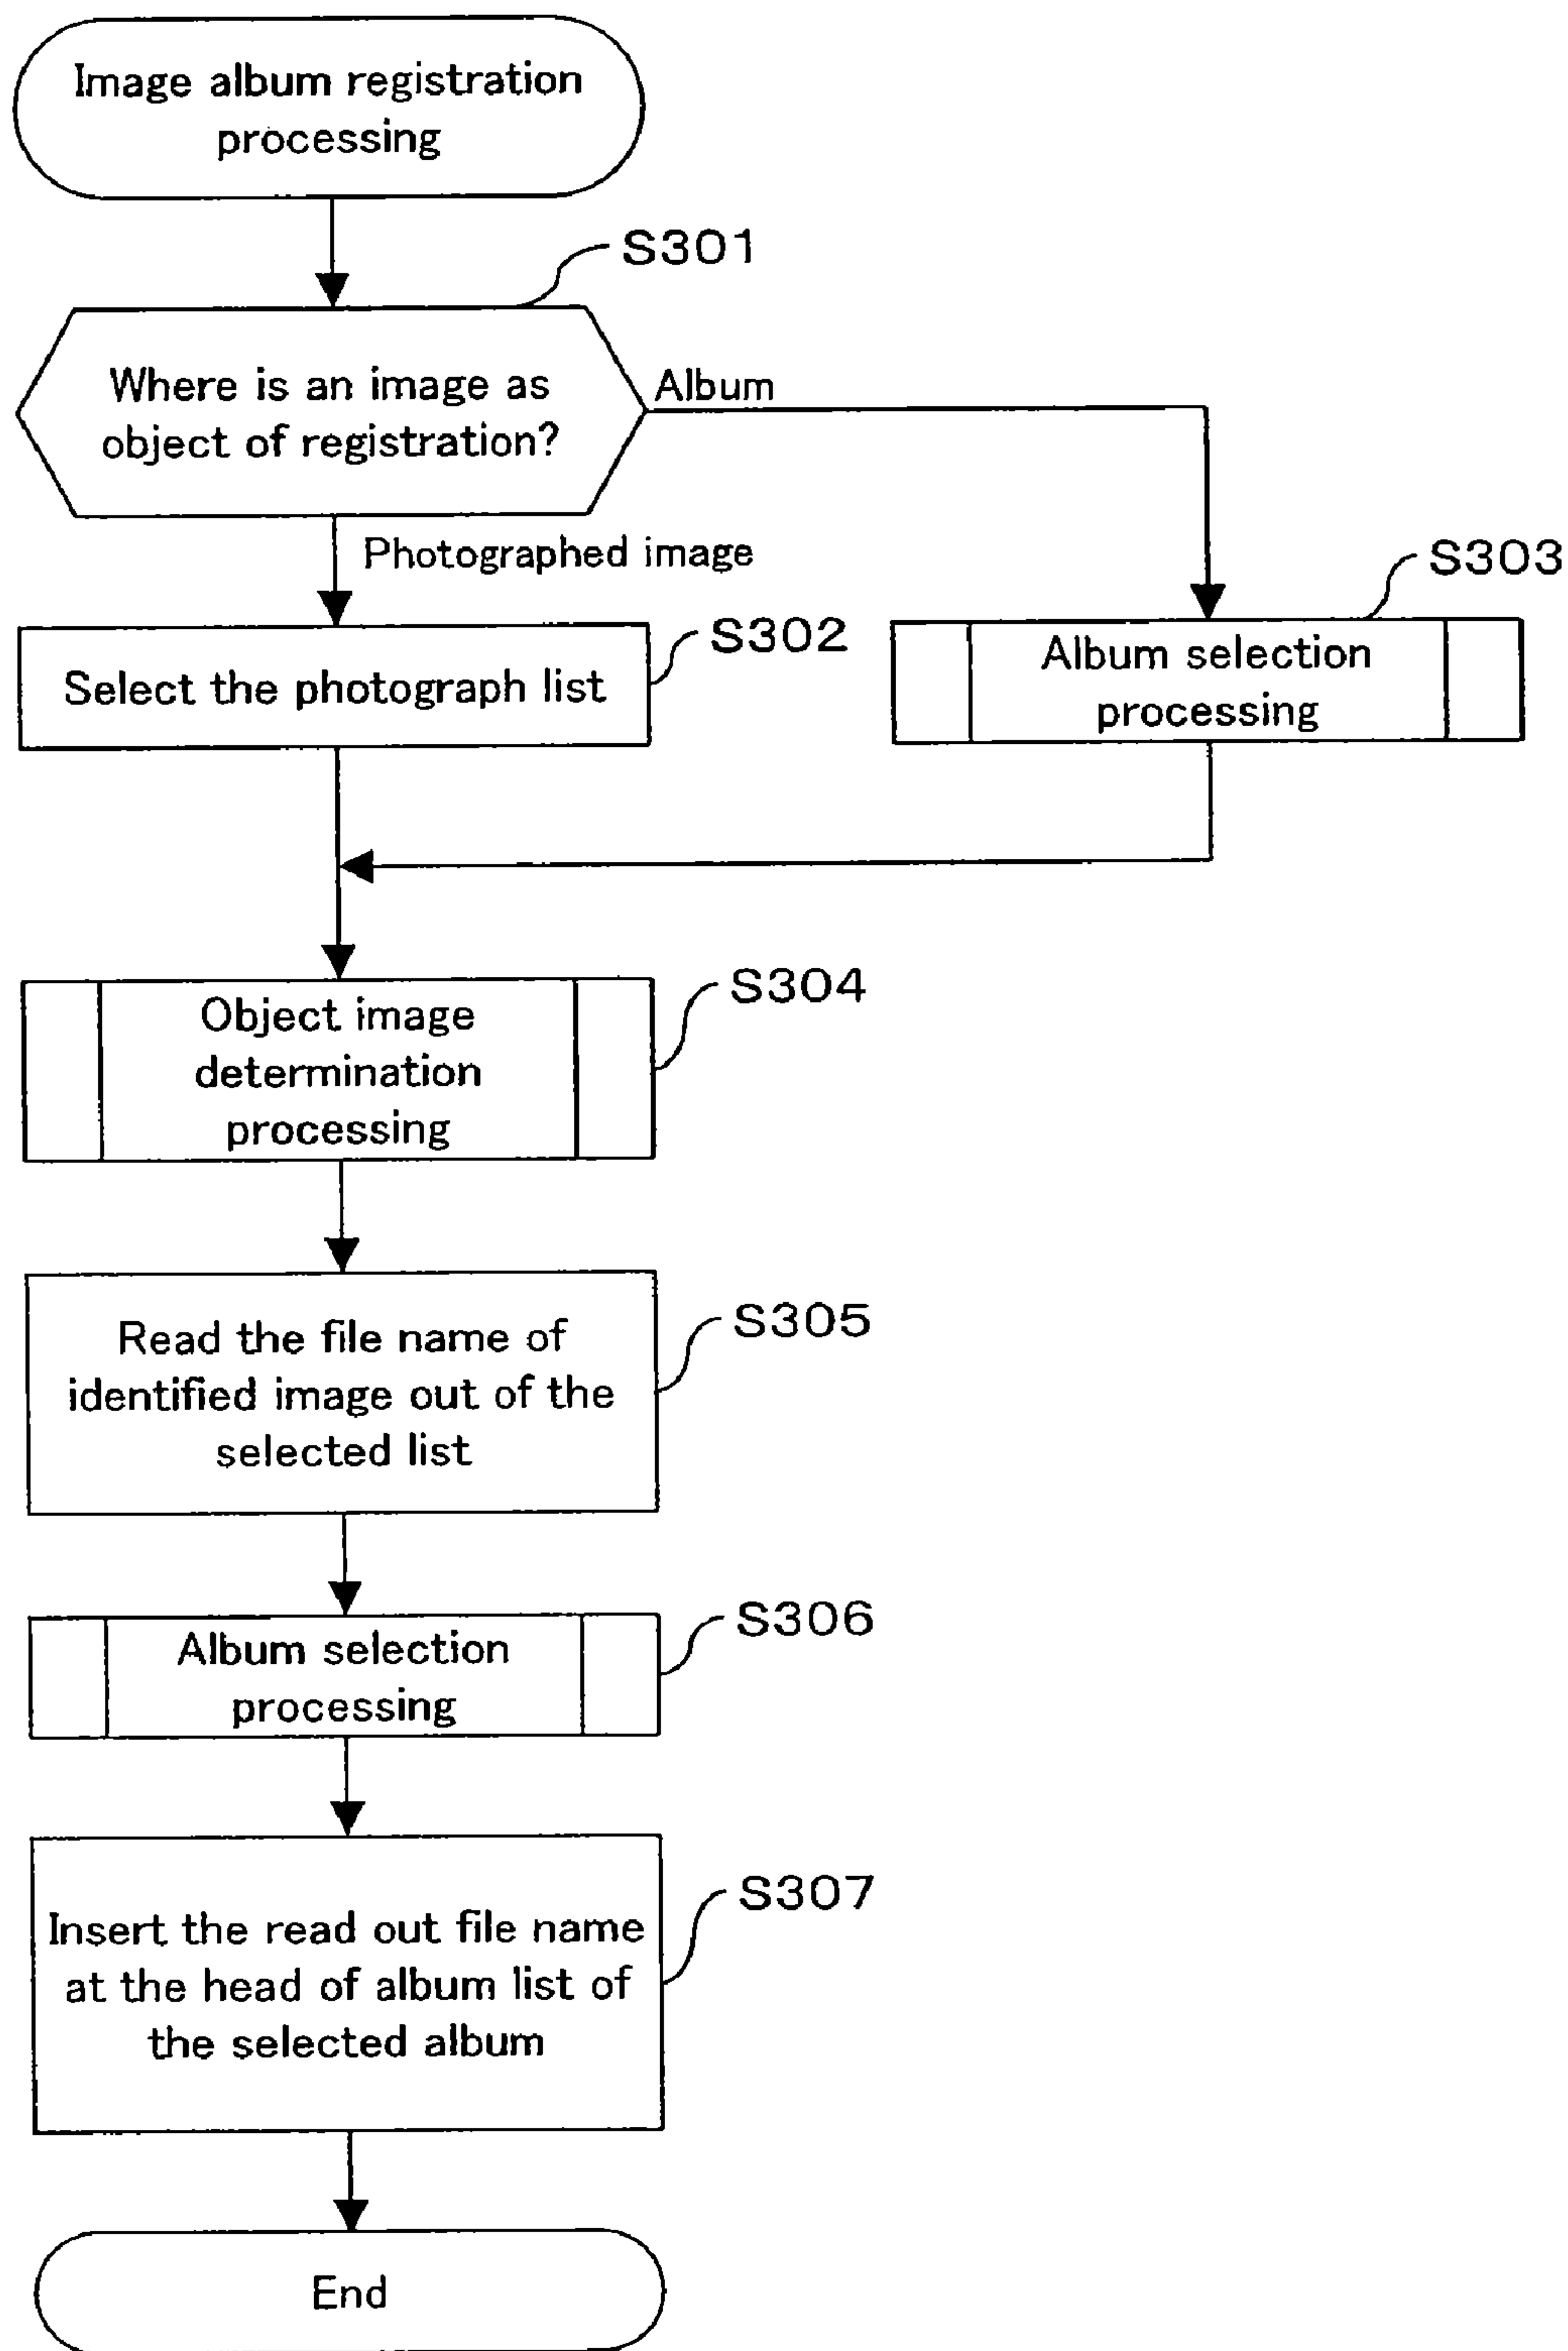 Image album registration
processing
S301
Where is an image as
object of registration?
Album
Photographed image
S302
Select the photograph list
S303
Album selection
processing
S304
Object image
determination
processing
S305
Read the file name of
identified image out of the
selected list
S306
Album selection
processing
S307
Insert the read out file name
at the head of album list of
the selected album
End